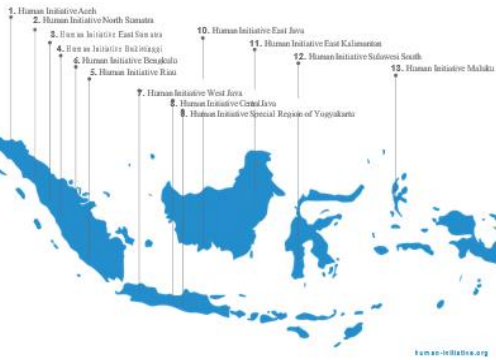 1. Human Initiative Aceh
2. Human Initiative North Sumatra
3. Human Initiative East Sumatra
4. Human Initiative Bukittinggi
6. Human Initiative Bengkulu
5. Human Initiative Riau
7. Human Initiative West Java
8. Human Initiative Central Java
9. Human Initiative Special Region of Yogyakarta
10. Human Initiative East Java
11. Human Initiative East Kalimantan
12. Human Initiative Sulawesi South
13. Human Initiative Maluku
human-initiative.org